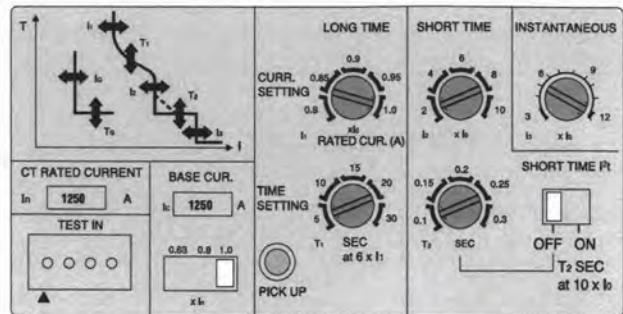 T
I₁
T₁
I₀
T₀
I₂
T₂
I₃
I
LONG TIME
SHORT TIME
INSTANTANEOUS
CURR. SETTING
0.8
0.85
0.9
0.95
1.0
I₁
xI₀
RATED CUR. (A)
2
4
6
8
10
I₂
x I₀
3
6
9
12
I₃
x I₀
CT RATED CURRENT
In 1250 A
TEST IN
BASE CUR.
1250 A
0.63 0.8 1.0
TIME SETTING
5
10
15
20
30
T₁
SEC
at 6 x I₁
PICK UP
0.1
0.15
0.2
0.25
0.3
T₂
SEC
SHORT TIME I²t
OFF ON
T₂ SEC
at 10 x I₀